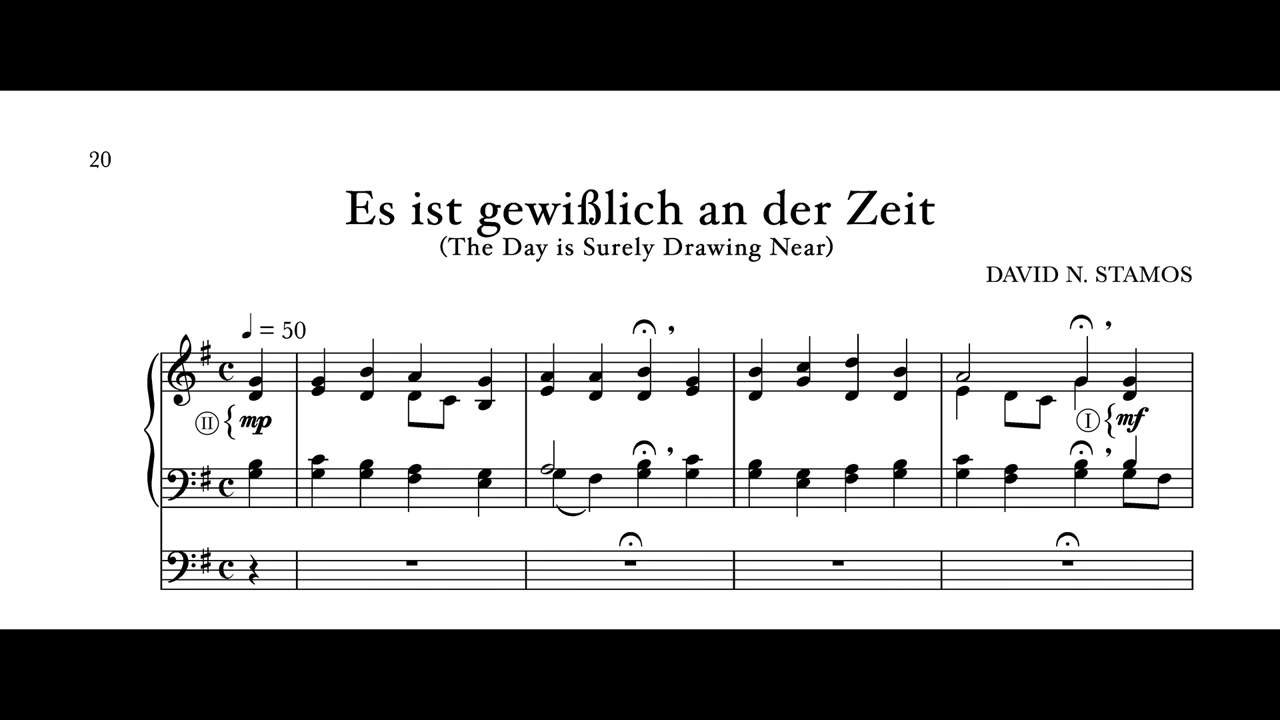 20
Es ist gewißlich an der Zeit
(The Day is Surely Drawing Near)
DAVID N. STAMOS
= 50
II mp
I mf